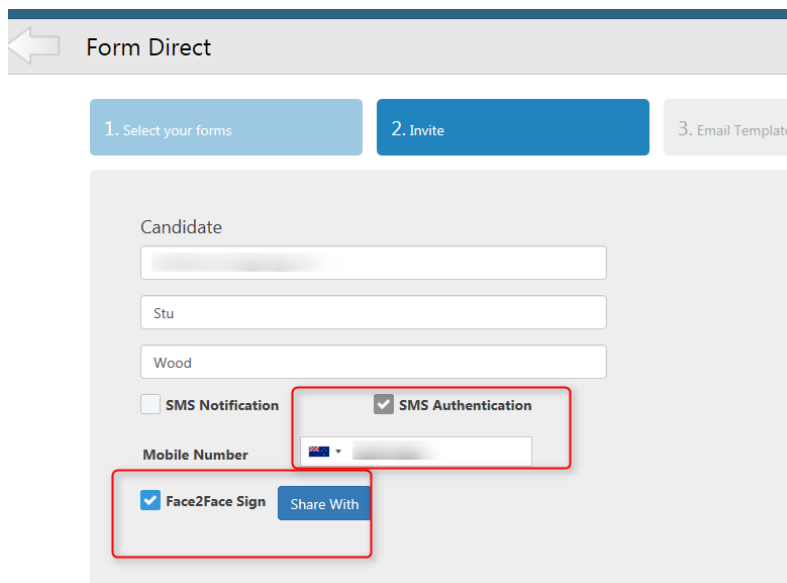 Form Direct
1. Select your forms
2. Invite
3. Email Template
Candidate
Stu
Wood
SMS Notification
SMS Authentication
Mobile Number
Face2Face Sign
Share With